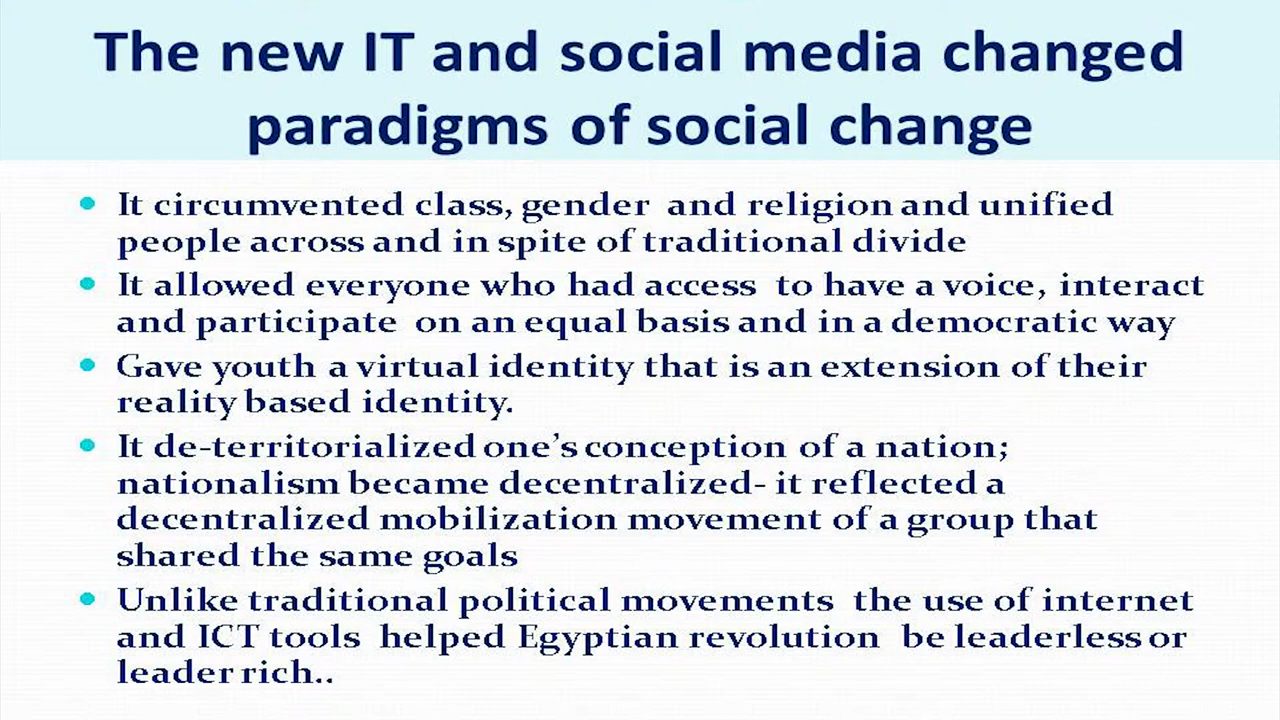 The new IT and social media changed
paradigms of social change
• It circumvented class, gender and religion and unified
people across and in spite of traditional divide
• It allowed everyone who had access to have a voice, interact
and participate on an equal basis and in a democratic way
• Gave youth a virtual identity that is an extension of their
reality based identity.
• It de-territorialized one's conception of a nation;
nationalism became decentralized- it reflected a
decentralized mobilization movement of a group that
shared the same goals
• Unlike traditional political movements the use of internet
and ICT tools helped Egyptian revolution be leaderless or
leader rich..